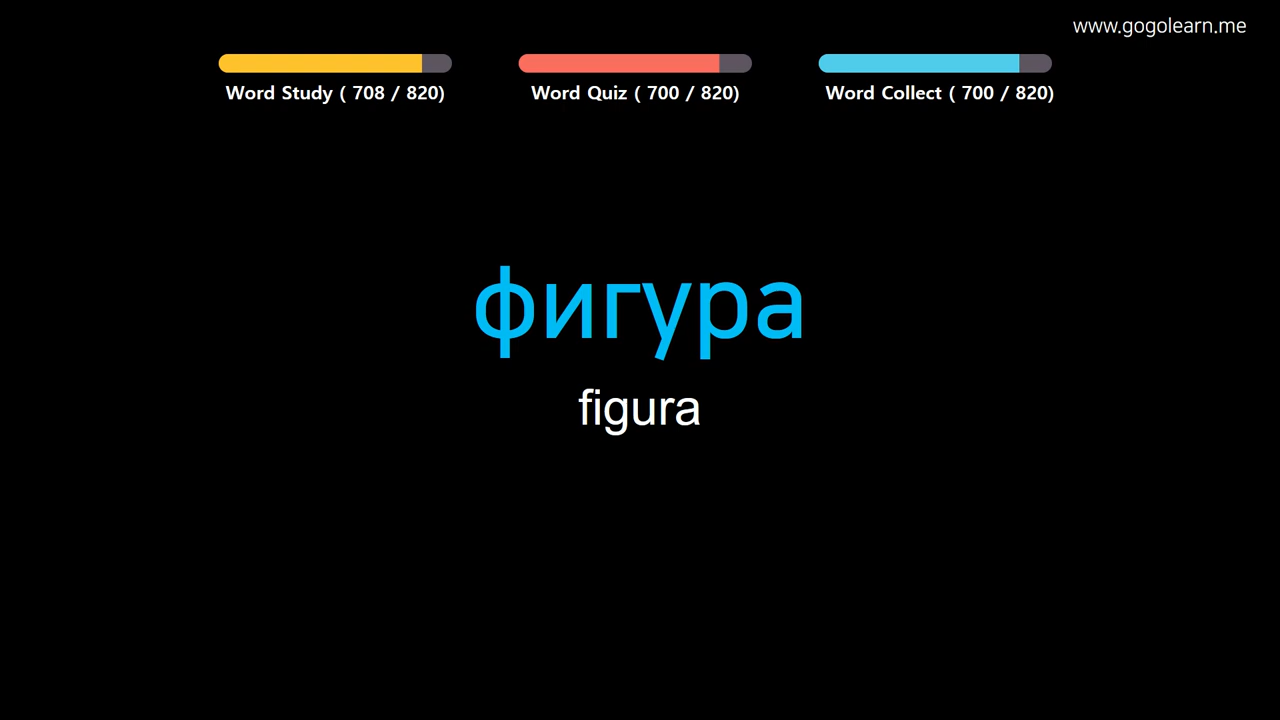 www.gogolearn.me
Word Study ( 708 / 820)
Word Quiz ( 700 / 820)
Word Collect ( 700 / 820)
фигура
figura